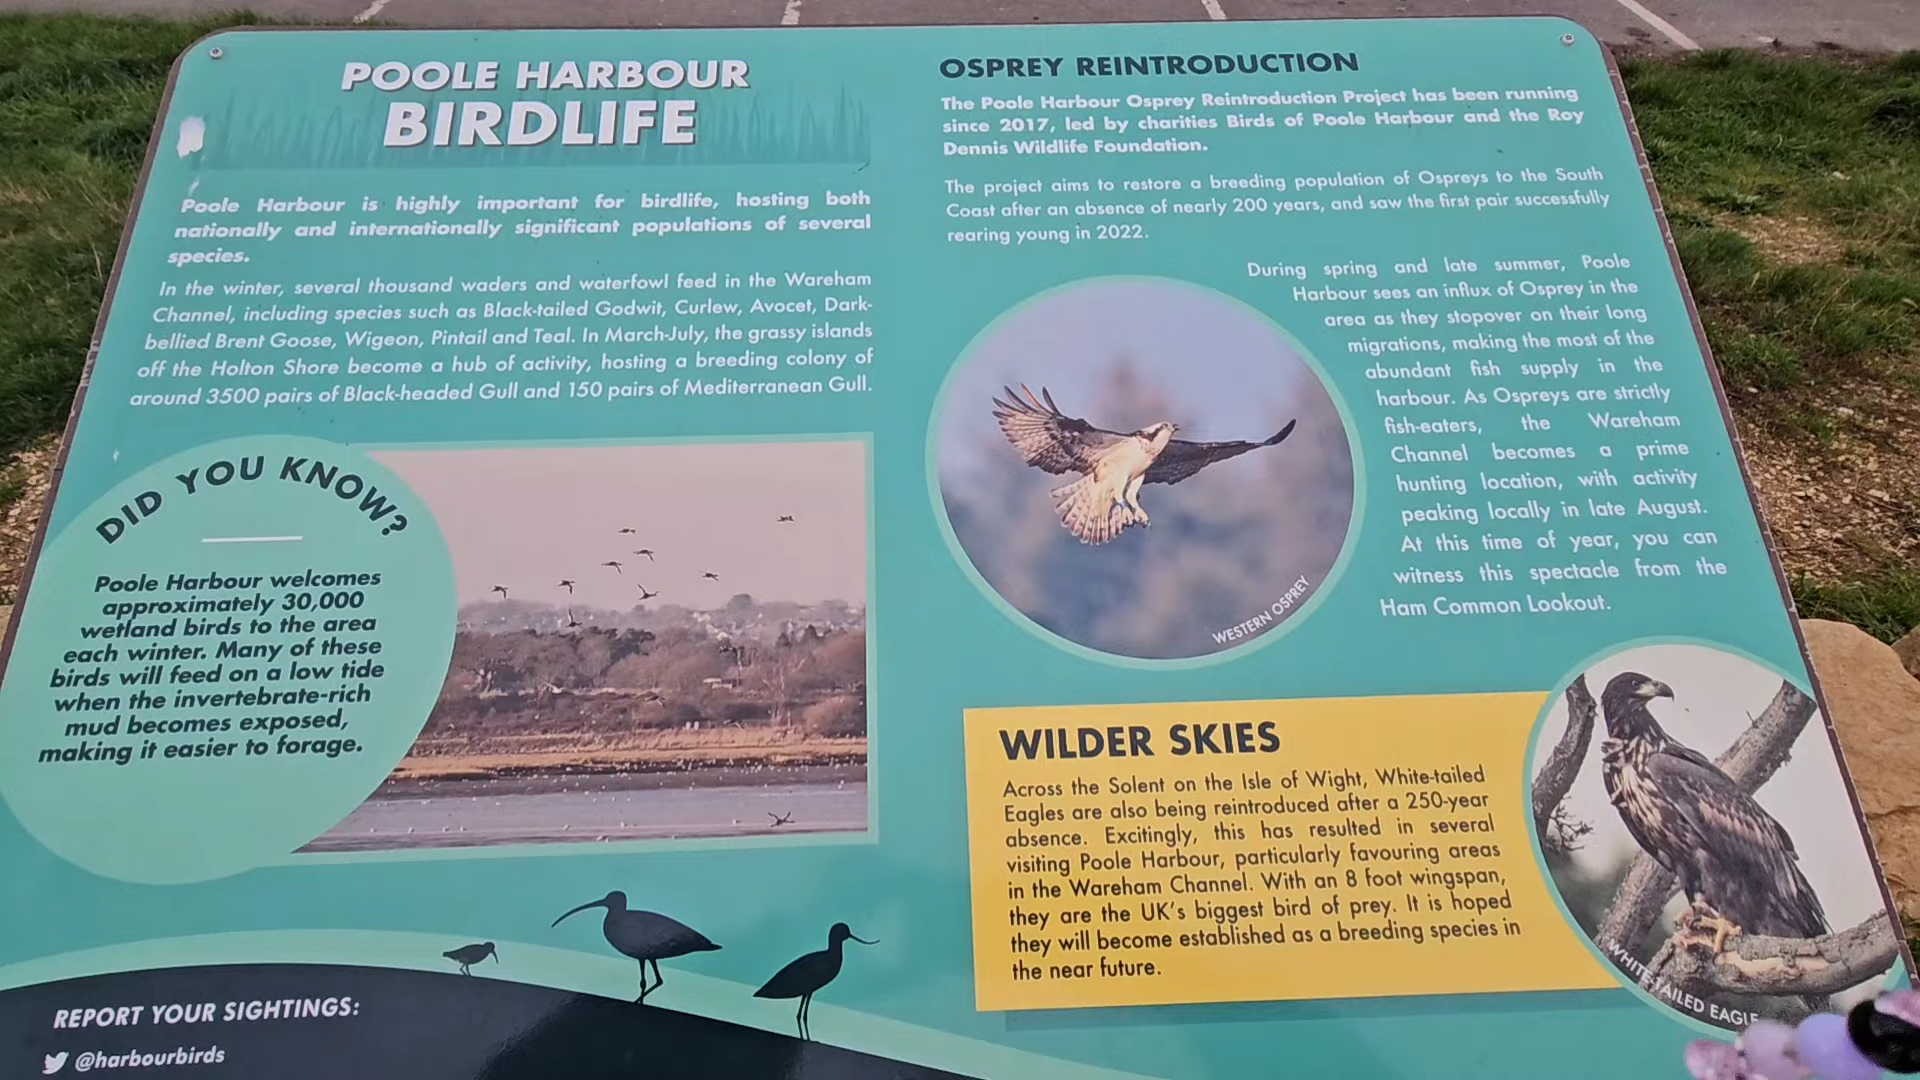 POOLE HARBOUR
BIRDLIFE
Poole Harbour is highly important for birdlife, hosting both
nationally and internationally significant populations of several
species.
In the winter, several thousand waders and waterfowl feed in the Wareham
Channel, including species such as Black-tailed Godwit, Curlew, Avocet, Dark-
bellied Brent Goose, Wigeon, Pintail and Teal. In March-July, the grassy islands
off the Holton Shore become a hub of activity, hosting a breeding colony of
around 3500 pairs of Black-headed Gull and 150 pairs of Mediterranean Gull.
DID YOU KNOW?
Poole Harbour welcomes
approximately 30,000
wetland birds to the area
each winter. Many of these
birds will feed on a low tide
when the invertebrate-rich
mud becomes exposed,
making it easier to forage.
REPORT YOUR SIGHTINGS:
@harbourbirds
OSPREY REINTRODUCTION
The Poole Harbour Osprey Reintroduction Project has been running
since 2017, led by charities Birds of Poole Harbour and the Roy
Dennis Wildlife Foundation.
The project aims to restore a breeding population of Ospreys to the South
Coast after an absence of nearly 200 years, and saw the first pair successfully
rearing young in 2022.
During spring and late summer, Poole
Harbour sees an influx of Osprey in the
area as they stopover on their long
migrations, making the most of the
abundant fish supply in the
harbour. As Ospreys are strictly
fish-eaters, the Wareham
Channel becomes a prime
hunting location, with activity
peaking locally in late August.
At this time of year, you can
witness this spectacle from the
Ham Common Lookout.
WESTERN OSPREY
WILDER SKIES
Across the Solent on the Isle of Wight, White-tailed
Eagles are also being reintroduced after a 250-year
absence. Excitingly, this has resulted in several
visiting Poole Harbour, particularly favouring areas
in the Wareham Channel. With an 8 foot wingspan,
they are the UK's biggest bird of prey. It is hoped
they will become established as a breeding species in
the near future.
WHITE-TAILED EAGLE